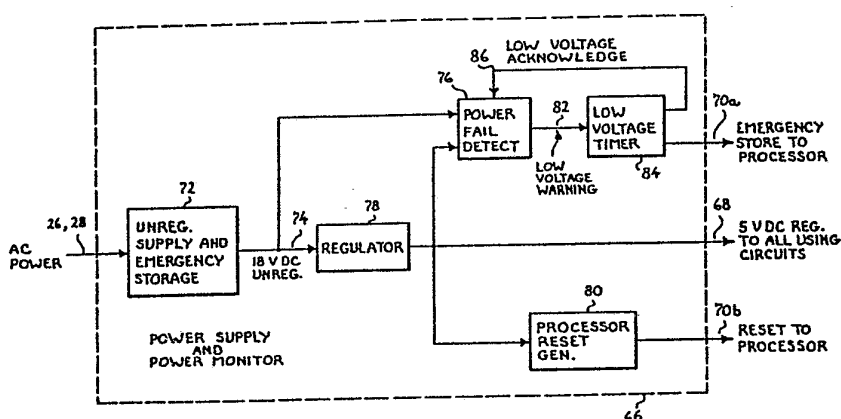 LOW VOLTAGE
ACKNOWLEDGE
86
76
POWER
FAIL
DETECT
82
LOW
VOLTAGE
WARNING
LOW
VOLTAGE
TIMER
84
70a
EMERGENCY
STORE TO
PROCESSOR
72
UNREG.
SUPPLY AND
EMERGENCY
STORAGE
26, 28
AC
POWER
74
18 V DC
UNREG.
78
REGULATOR
68
5 V DC REG.
TO ALL USING
CIRCUITS
80
PROCESSOR
RESET
GEN.
70b
RESET TO
PROCESSOR
POWER SUPPLY
AND
POWER MONITOR
66